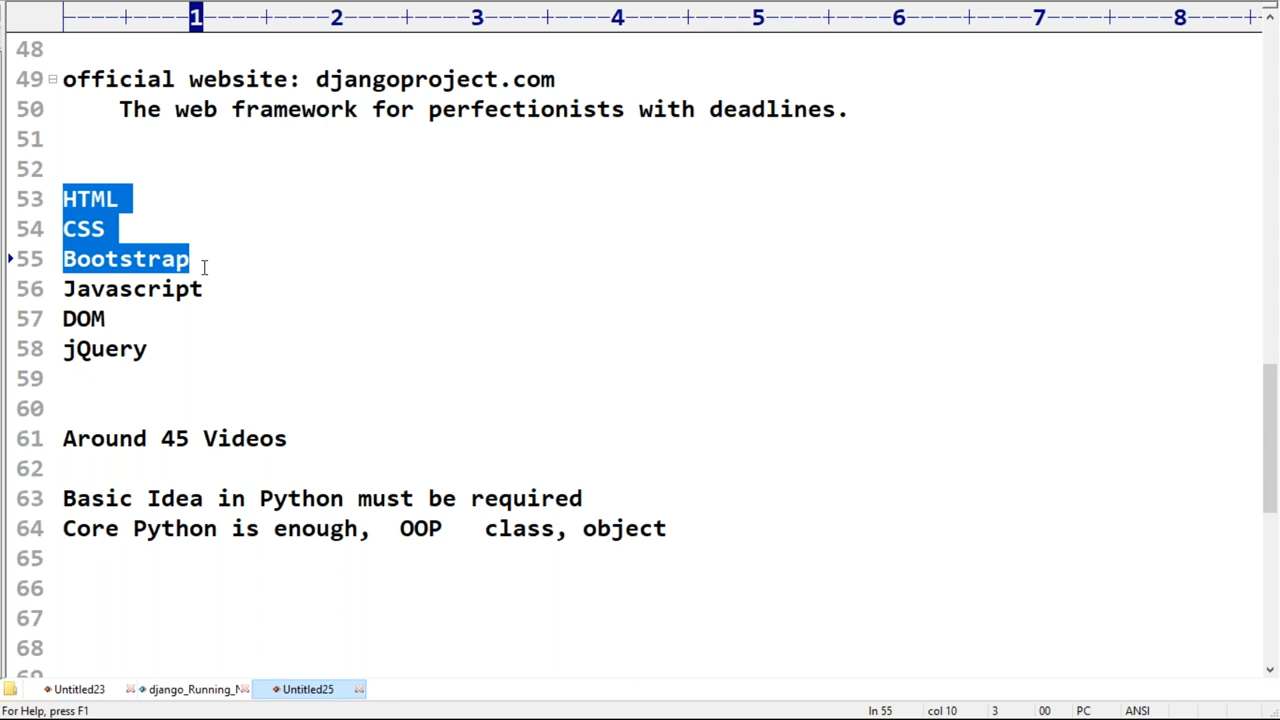 1 2 3 4 5 6 7 8
48
49 official website: djangoproject.com
50 The web framework for perfectionists with deadlines.
51
52
53 HTML
54 CSS
55 Bootstrap
56 Javascript
57 DOM
58 jQuery
59
60
61 Around 45 Videos
62
63 Basic Idea in Python must be required
64 Core Python is enough, OOP class, object
65
66
67
68
69
Untitled23 django_Running_N Untitled25
For Help, press F1 ln 55 col 10 3 00 PC ANSI